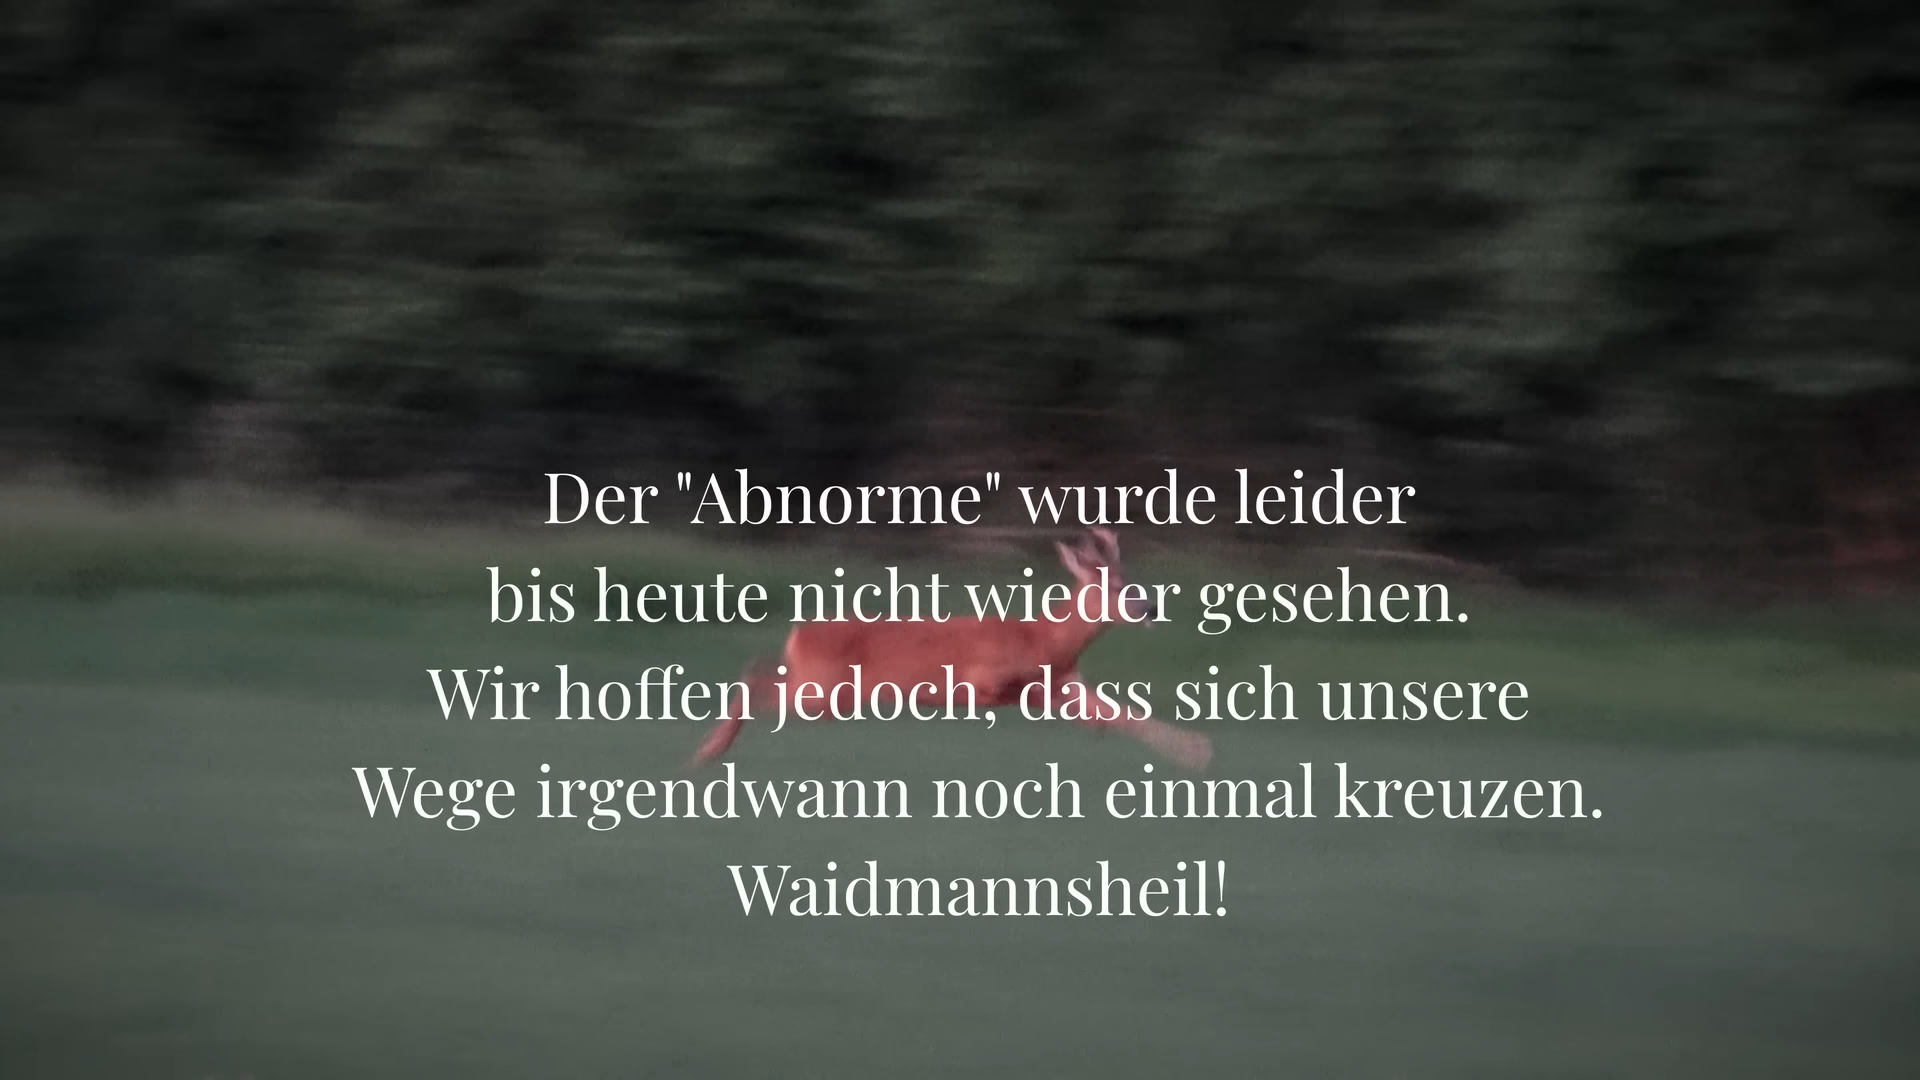 Der "Abnorme" wurde leider
bis heute nicht wieder gesehen.
Wir hoffen jedoch, dass sich unsere
Wege irgendwann noch einmal kreuzen.
Waidmannsheil!